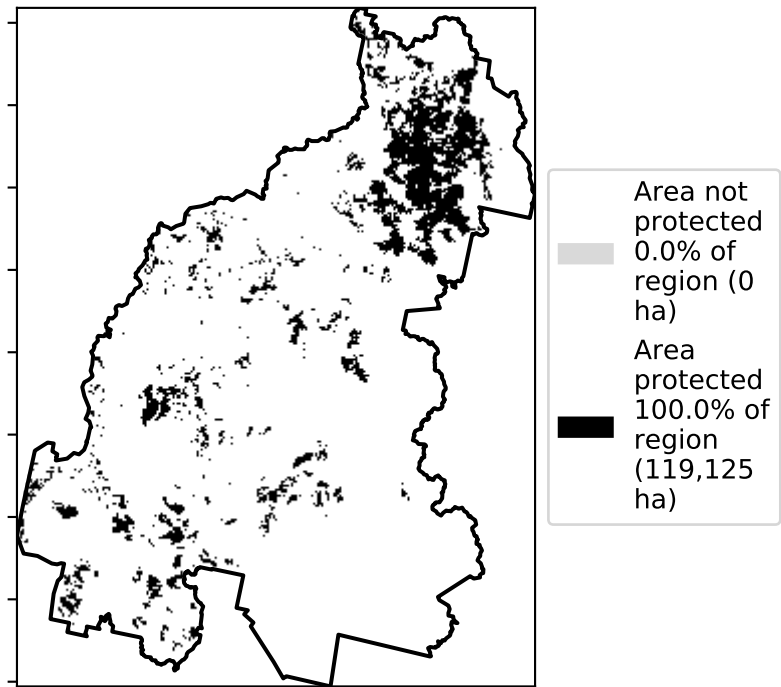 Area not
protected
0.0% of
region (0
ha)
Area
protected
100.0% of
region
(119,125
ha)